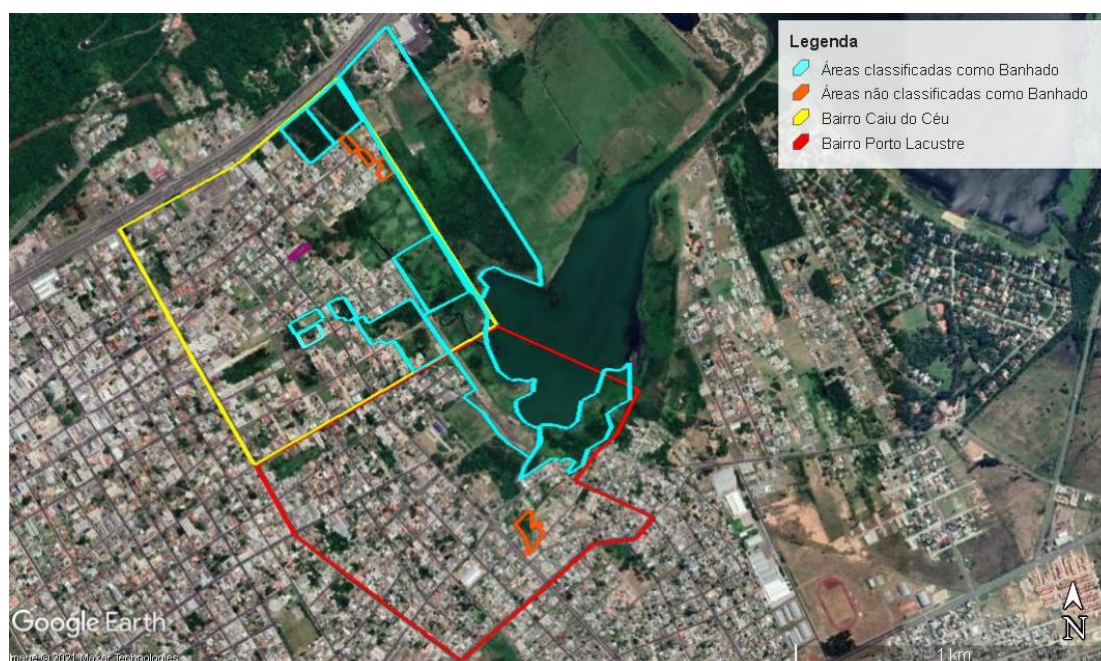 Legenda
Áreas classificadas como Banhado
Áreas não classificadas como Banhado
Bairro Caiu do Céu
Bairro Porto Lacustre
N
Google Earth
Image © 2021 Maxar Technologies
1 km